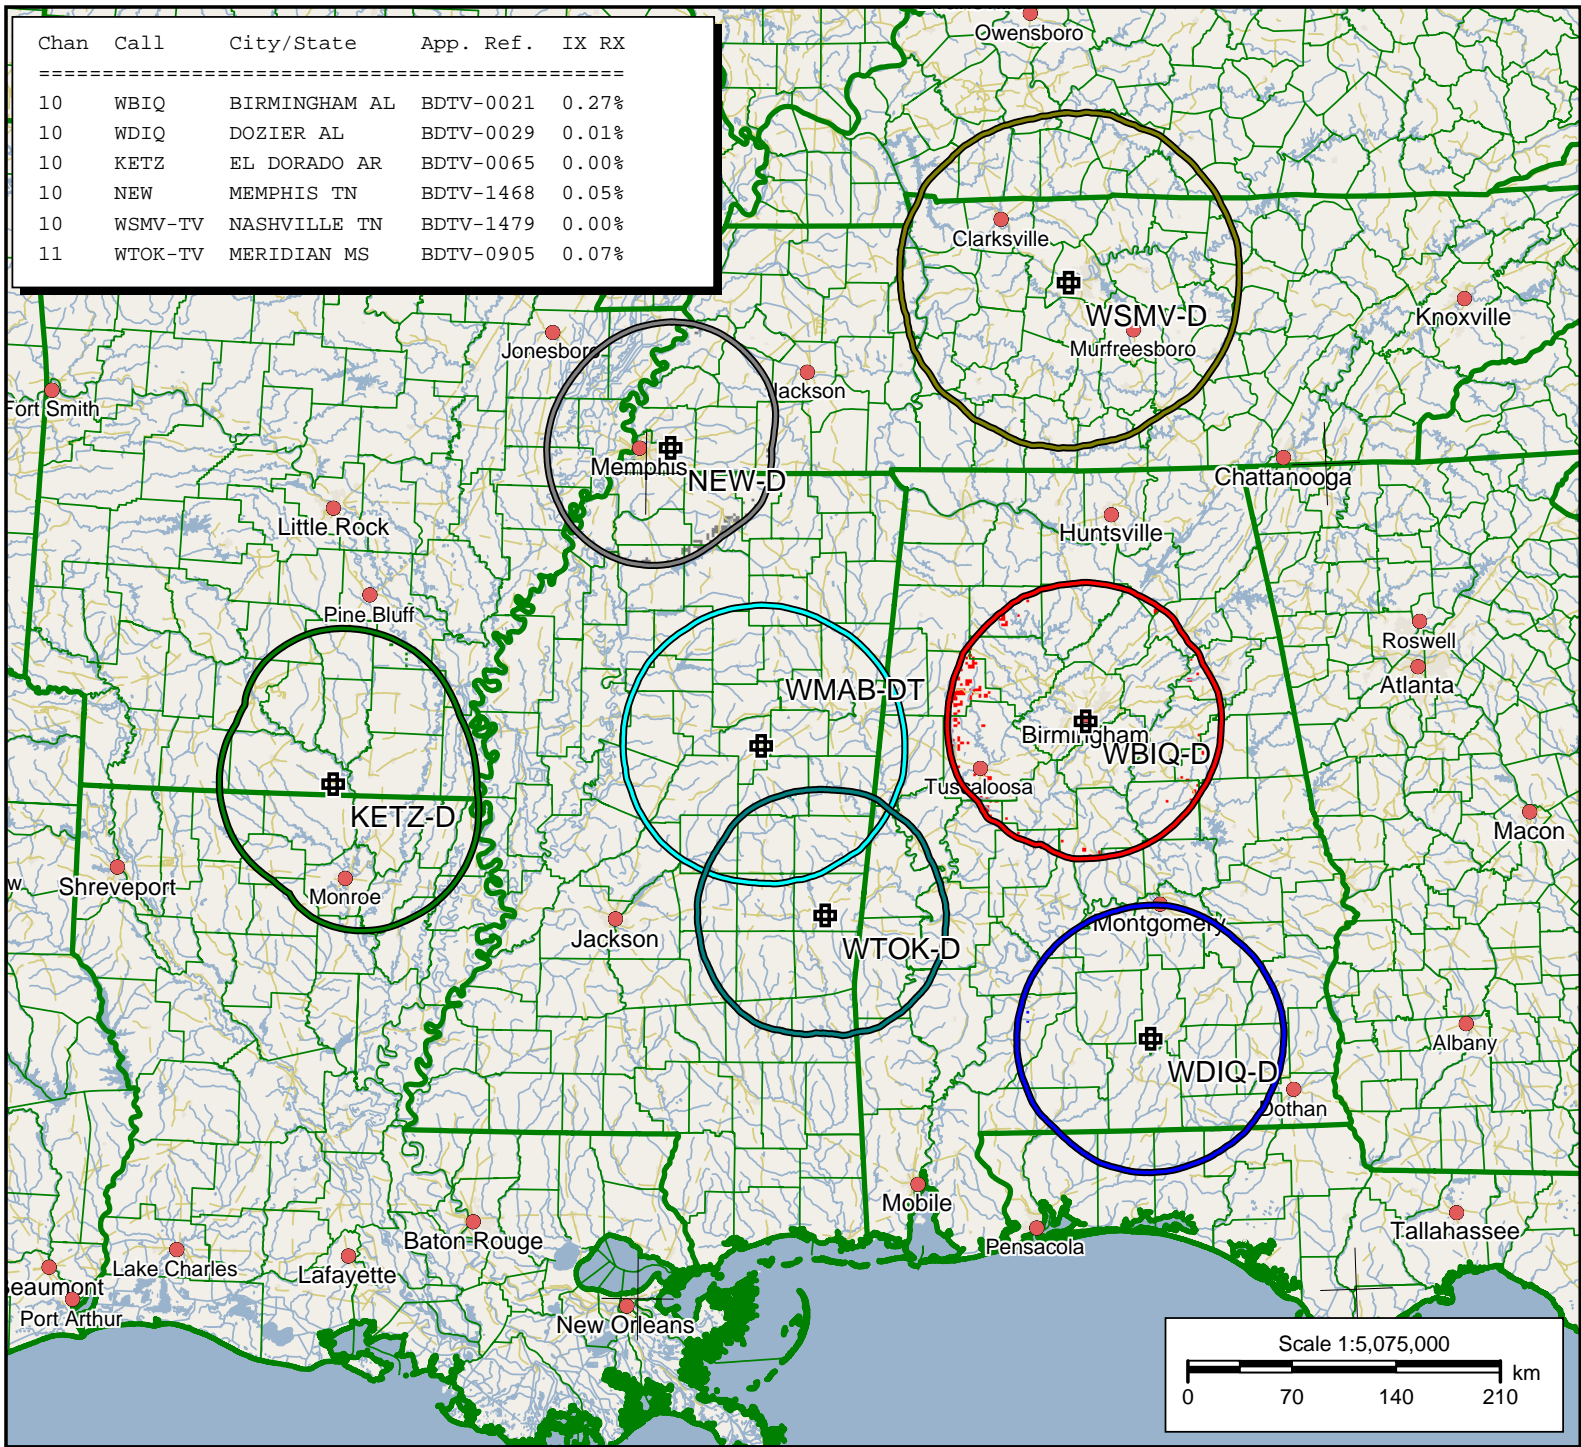 Chan Call City/State App. Ref. IX RX
==============================================
10 WBIQ BIRMINGHAM AL BDTV-0021 0.27%
10 WDIQ DOZIER AL BDTV-0029 0.01%
10 KETZ EL DORADO AR BDTV-0065 0.00%
10 NEW MEMPHIS TN BDTV-1468 0.05%
10 WSMV-TV NASHVILLE TN BDTV-1479 0.00%
11 WTOK-TV MERIDIAN MS BDTV-0905 0.07%
Owensboro
Clarksville
WSMV-D
Knoxville
Murfreesboro
Jonesboro
Jackson
Fort Smith
Memphis
NEW-D
Chattanooga
Little Rock
Huntsville
Pine Bluff
Roswell
Atlanta
WMAB-DT
Birmingham
WBIQ-D
Tuscaloosa
KETZ-D
Macon
w
Shreveport
Monroe
Jackson
Montgomery
WTOK-D
Albany
WDIQ-D
Dothan
Mobile
Tallahassee
Baton Rouge
Pensacola
Lake Charles
Lafayette
Beaumont
Port Arthur
New Orleans
Scale 1:5,075,000
km
0 70 140 210